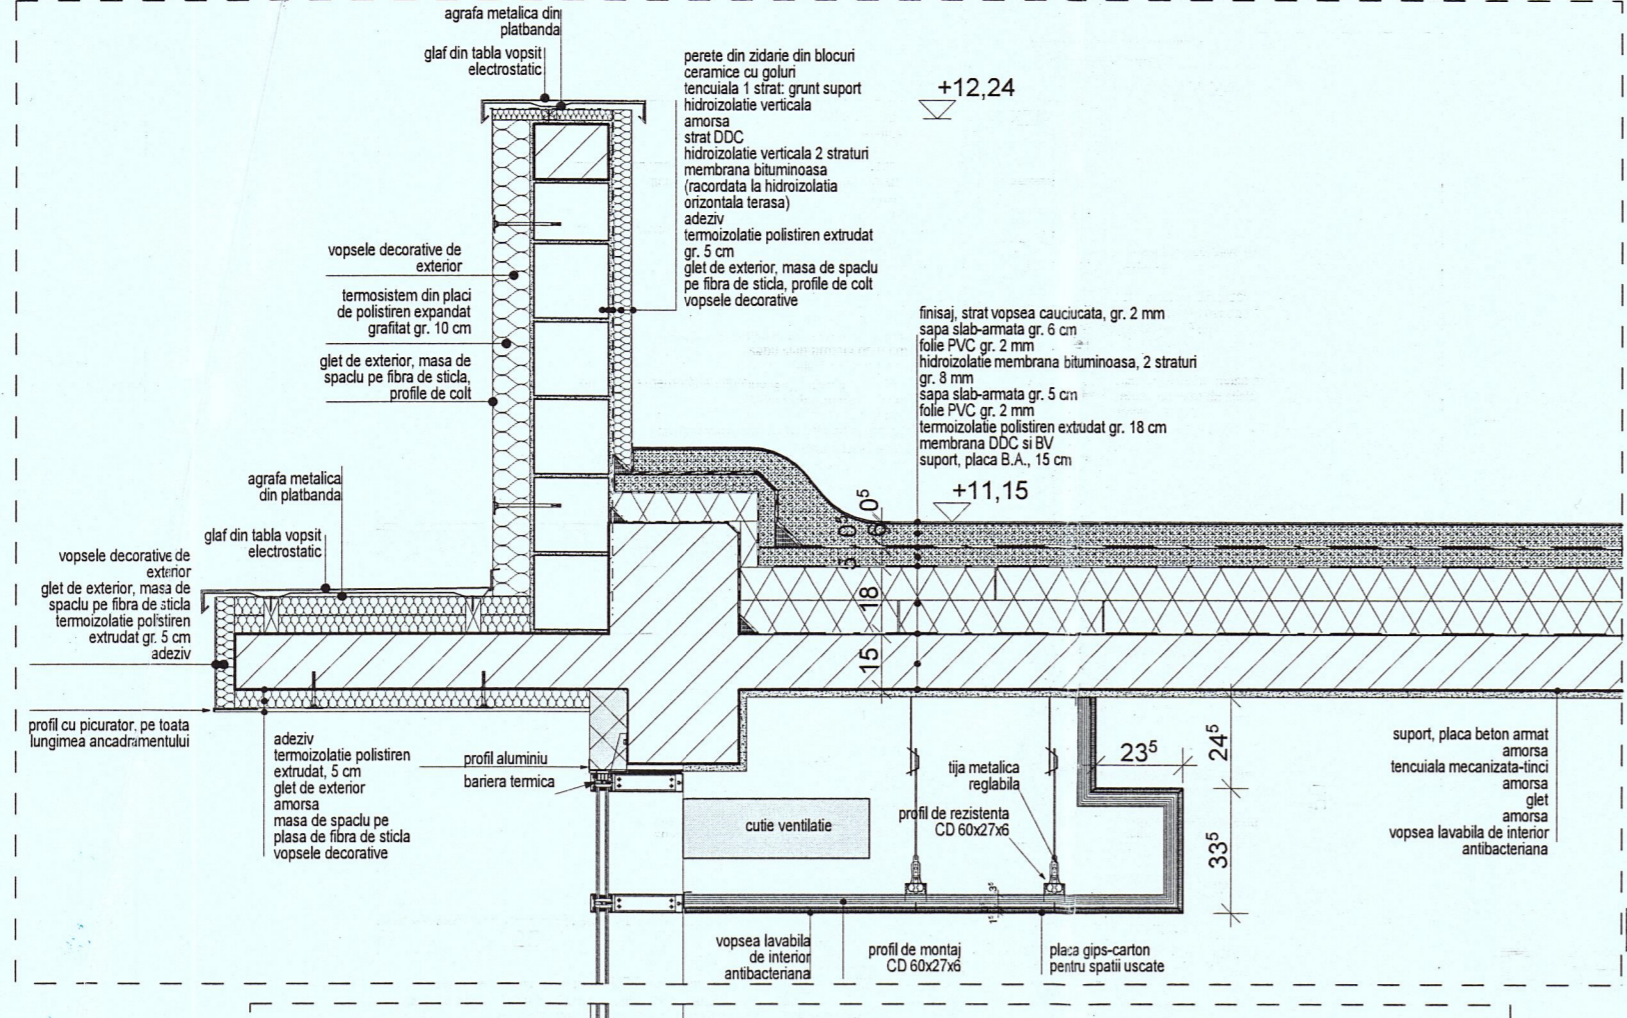 agrafa metalica din
platbanda
glaf din tabla vopsit
electrostatic
perete din zidarie din blocuri
ceramice cu goluri
tencuiala 1 strat: grunt suport
hidroizolatie verticala
amorsa
strat DDC
hidroizolatie verticala 2 straturi
membrana bituminoasa
(racordata la hidroizolatia
orizontala terasa)
adeziv
termoizolatie polistiren extrudat
gr. 5 cm
glet de exterior, masa de spaclu
pe fibra de sticla, profile de colt
vopsele decorative
+12,24
vopsele decorative de
exterior
termosistem din placi
de polistiren expandat
grafitat gr. 10 cm
glet de exterior, masa de
spaclu pe fibra de sticla,
profile de colt
finisaj, strat vopsea cauciucata, gr. 2 mm
sapa slab-armata gr. 6 cm
folie PVC gr. 2 mm
hidroizolatie membrana bituminoasa, 2 straturi
gr. 8 mm
sapa slab-armata gr. 5 cm
folie PVC gr. 2 mm
termoizolatie polistiren extrudat gr. 18 cm
membrana DDC si BV
suport, placa B.A., 15 cm
+11,15
agrafa metalica
din platbanda
glaf din tabla vopsit
electrostatic
vopsele decorative de
exterior
glet de exterior, masa de
spaclu pe fibra de sticla
termoizolatie polistiren
extrudat gr. 5 cm
adeziv
0⁵
6
0⁵
5
18
15
profil cu picurator, pe toata
lungimea ancadramentului
adeziv
termoizolatie polistiren
extrudat, 5 cm
glet de exterior
amorsa
masa de spaclu pe
plasa de fibra de sticla
vopsele decorative
profil aluminiu
bariera termica
cutie ventilatie
tija metalica
reglabila
profil de rezistenta
CD 60x27x6
23⁵
24⁵
33⁵
3⁵
1⁵
suport, placa beton armat
amorsa
tencuiala mecanizata-tinci
amorsa
glet
amorsa
vopsea lavabila de interior
antibacteriana
vopsea lavabila
de interior
antibacteriana
profil de montaj
CD 60x27x6
placa gips-carton
pentru spatii uscate